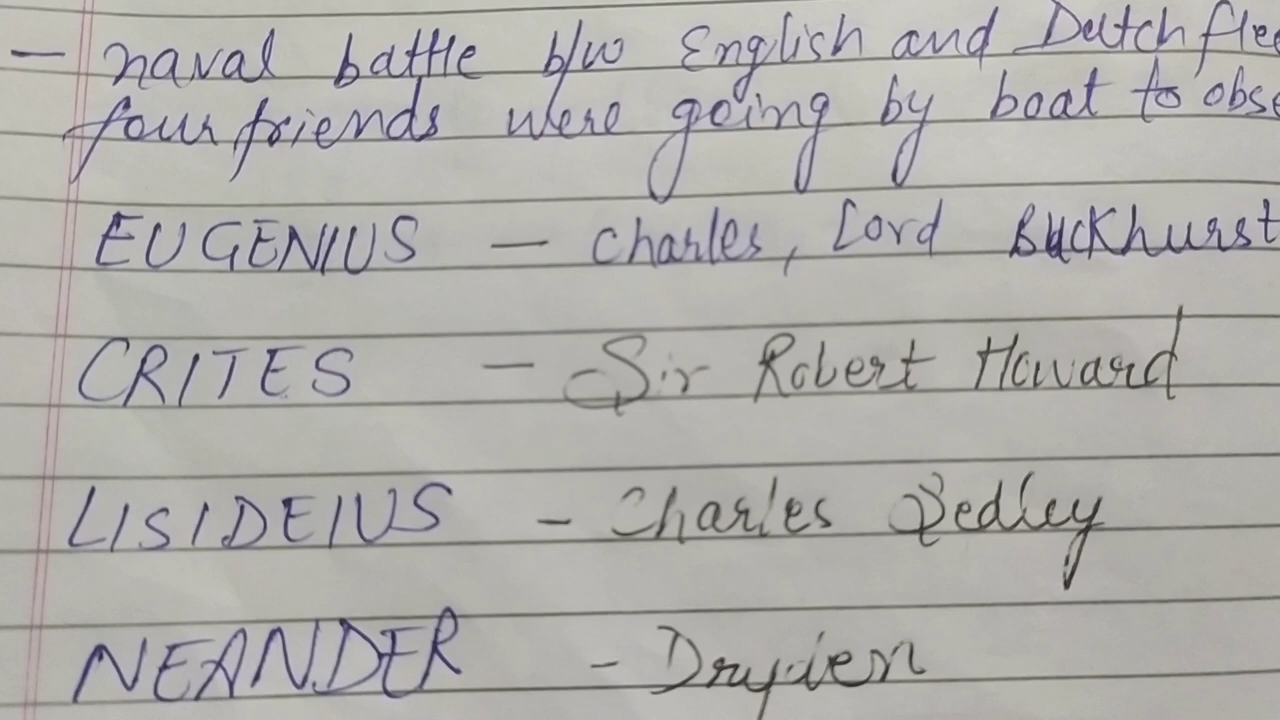 - naval battle b/w English and Dutch flee
four friends were going by boat to obse
EUGENIUS - Charles, Lord Buckhurst
CRITES - Sir Robert Howard
LISIDEIUS - Charles Sedley
NEANDER - Dryden